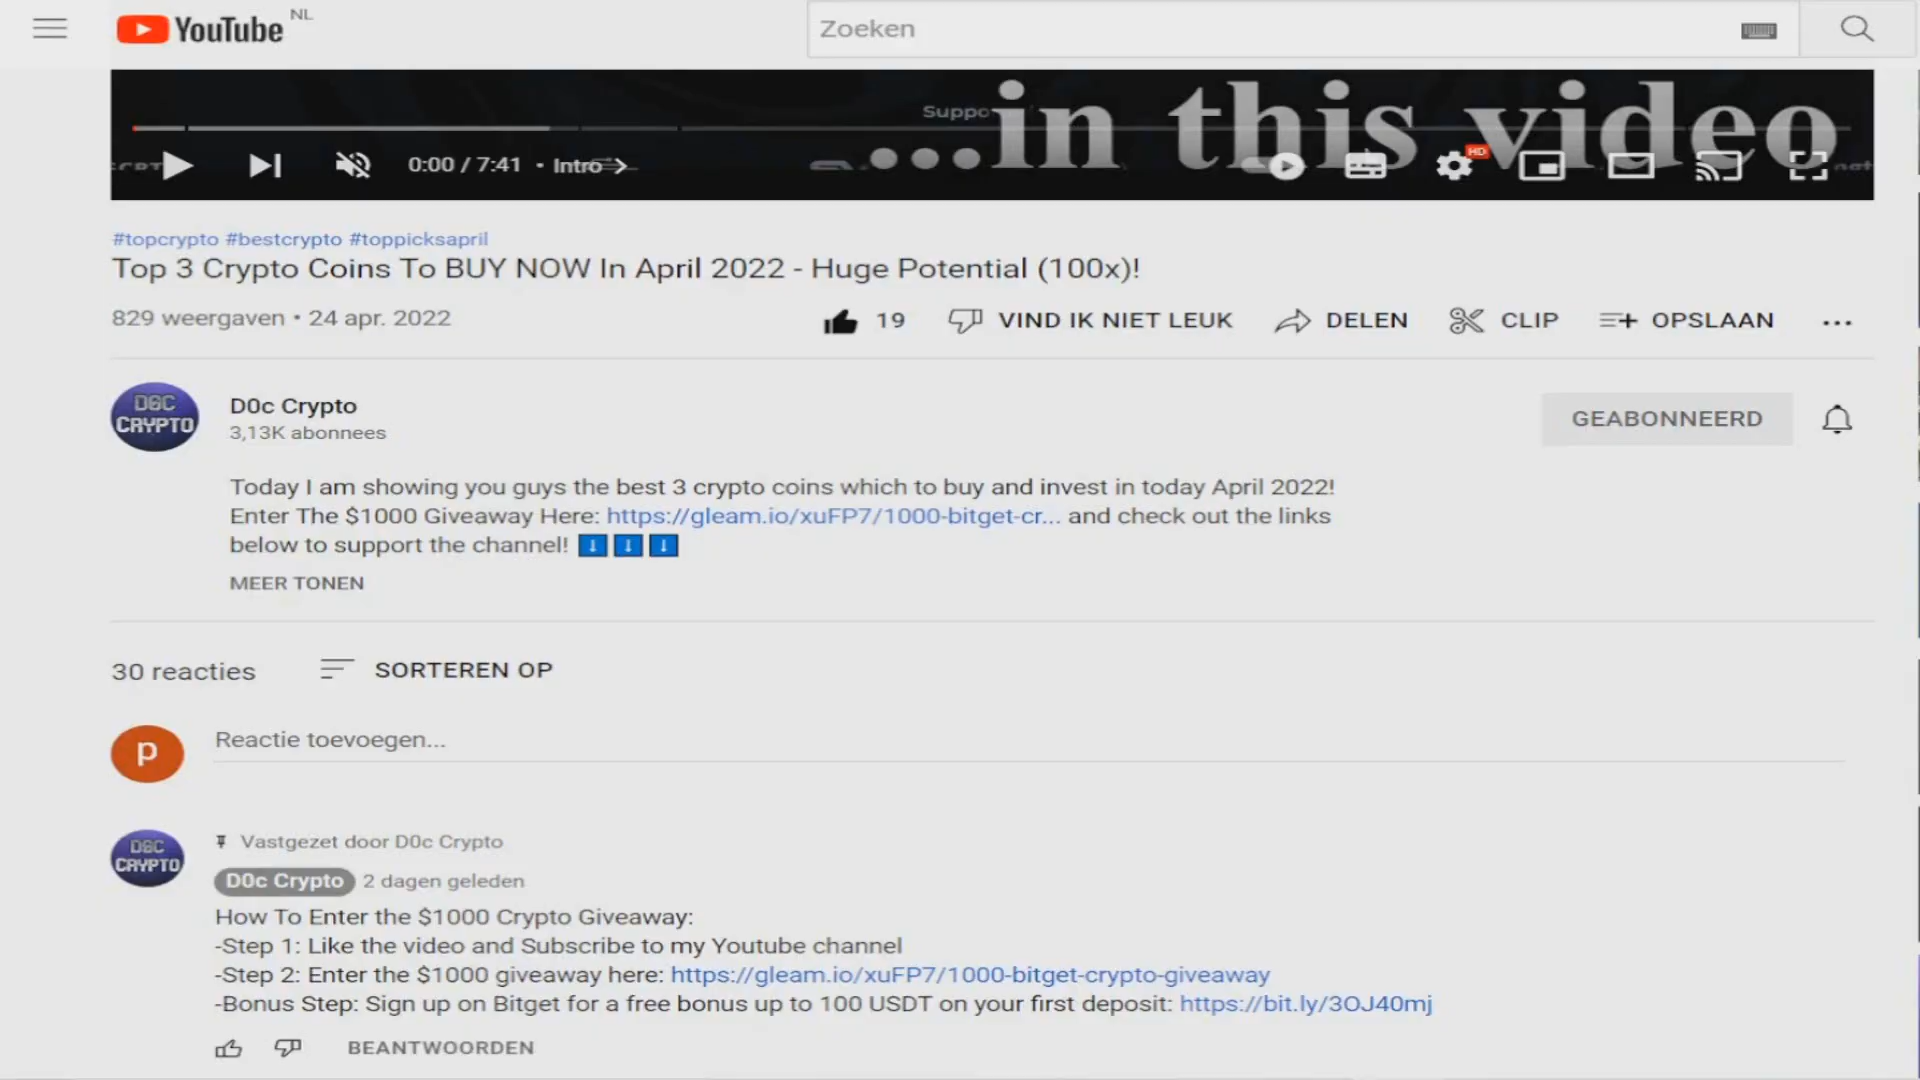 YouTube NL
Zoeken
Suppo
...in this video
0:00 / 7:41 • Intro
HD
#topcrypto #bestcrypto #toppicksapril
Top 3 Crypto Coins To BUY NOW In April 2022 - Huge Potential (100x)!
829 weergaven • 24 apr. 2022
19 VIND IK NIET LEUK DELEN CLIP OPSLAAN ...
D0C CRYPTO
D0c Crypto
3,13K abonnees
GEABONNEERD
Today I am showing you guys the best 3 crypto coins which to buy and invest in today April 2022!
Enter The $1000 Giveaway Here: https://gleam.io/xuFP7/1000-bitget-cr... and check out the links
below to support the channel! ⬇️⬇️⬇️
MEER TONEN
30 reacties SORTEREN OP
p
Reactie toevoegen...
D0C CRYPTO
Vastgezet door D0c Crypto
D0c Crypto 2 dagen geleden
How To Enter the $1000 Crypto Giveaway:
-Step 1: Like the video and Subscribe to my Youtube channel
-Step 2: Enter the $1000 giveaway here: https://gleam.io/xuFP7/1000-bitget-crypto-giveaway
-Bonus Step: Sign up on Bitget for a free bonus up to 100 USDT on your first deposit: https://bit.ly/3OJ40mj
BEANTWOORDEN